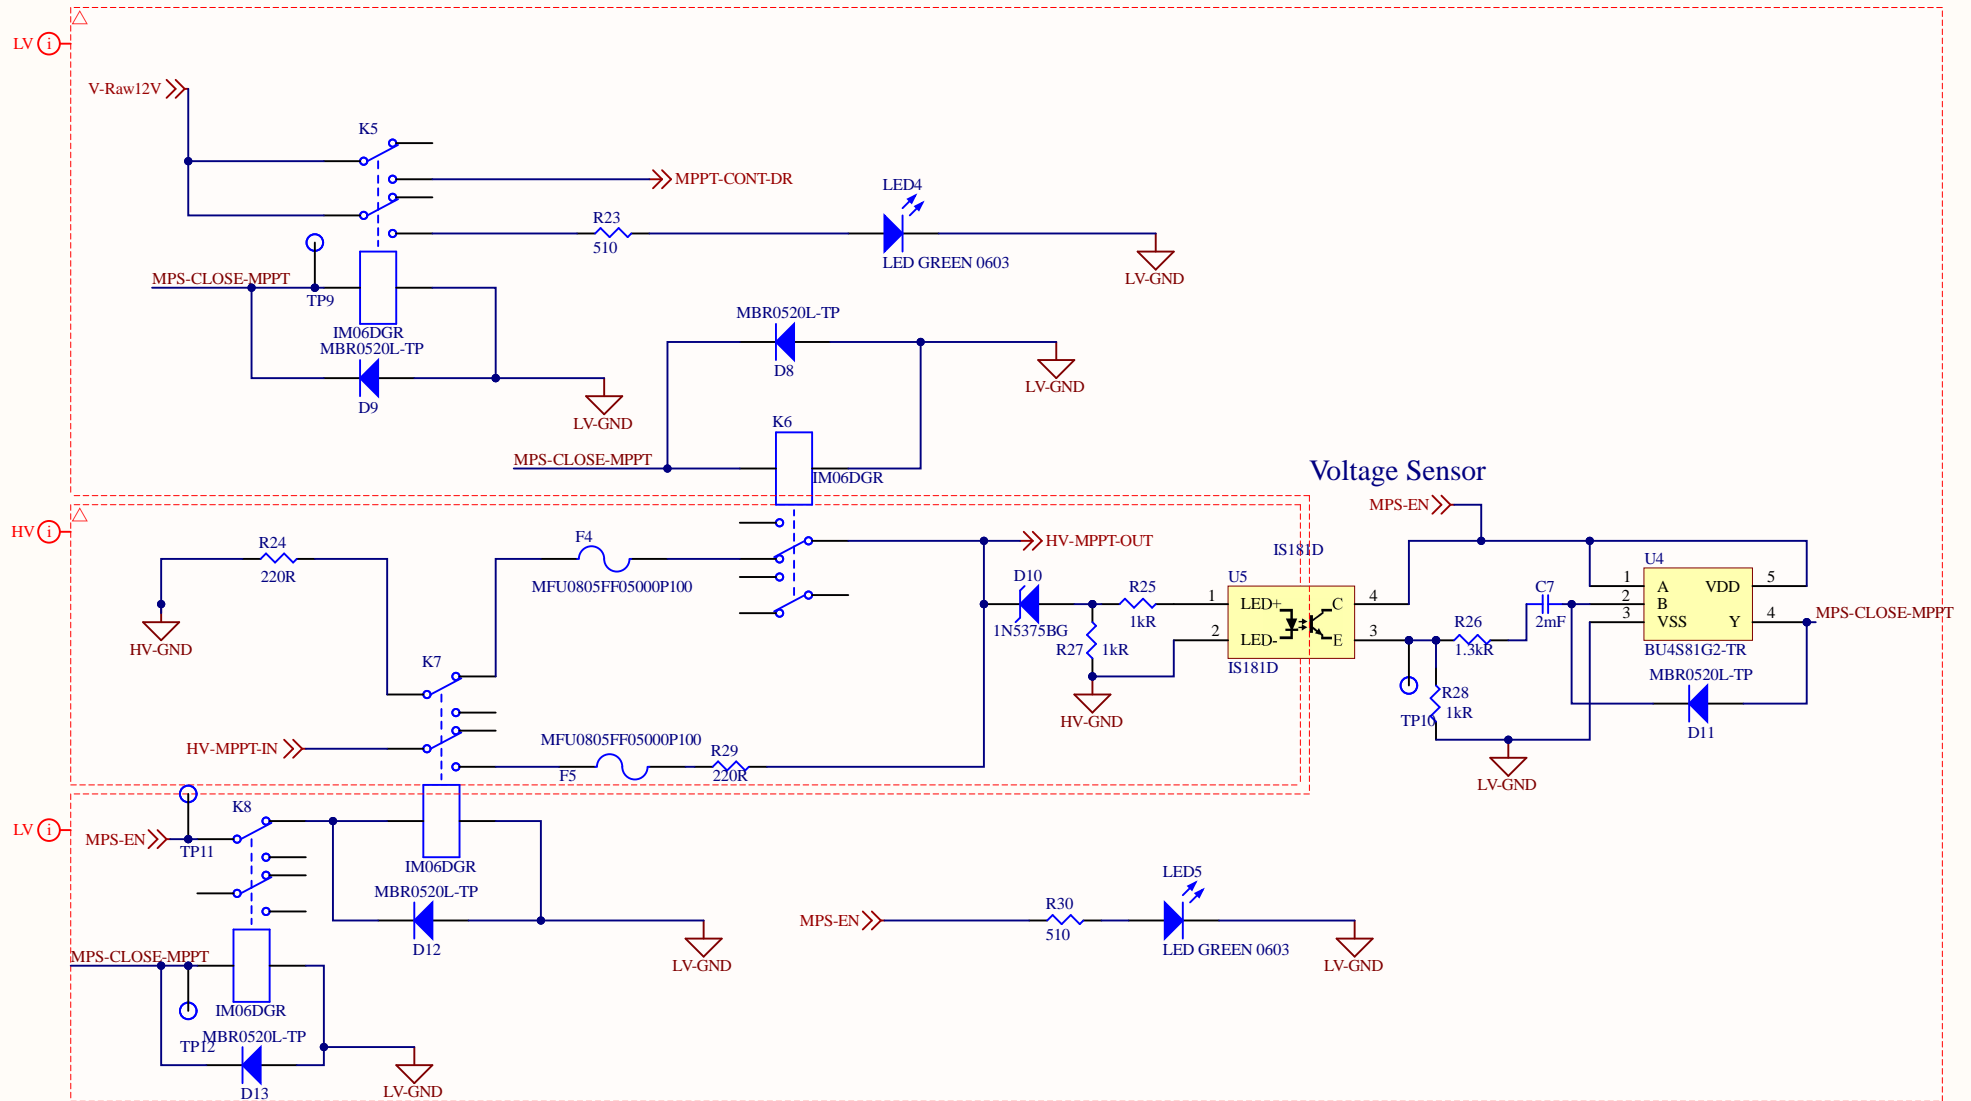 LV
i
V-Raw12V
K5
MPPT-CONT-DR
LED4
R23
510
LED GREEN 0603
LV-GND
MPS-CLOSE-MPPT
TP9
IM06DGR
MBR0520L-TP
D9
LV-GND
MBR0520L-TP
D8
LV-GND
K6
MPS-CLOSE-MPPT
IM06DGR
Voltage Sensor
MPS-EN
HV
i
R24
220R
HV-GND
F4
MFU0805FF05000P100
HV-MPPT-OUT
IS181D
D10
1N5375BG
R25
1kR
R27
1kR
HV-GND
U5
1
LED+
C
4
2
LED-
E
3
IS181D
C7
2mF
R26
1.3kR
TP10
R28
1kR
LV-GND
U4
1
A
VDD
5
2
B
3
VSS
Y
4
BU4S81G2-TR
MPS-CLOSE-MPPT
MBR0520L-TP
D11
K7
HV-MPPT-IN
MFU0805FF05000P100
F5
R29
220R
LV
i
K8
MPS-EN
TP11
IM06DGR
MBR0520L-TP
D12
LV-GND
MPS-EN
R30
510
LED5
LED GREEN 0603
LV-GND
MPS-CLOSE-MPPT
IM06DGR
TP12
MBR0520L-TP
D13
LV-GND